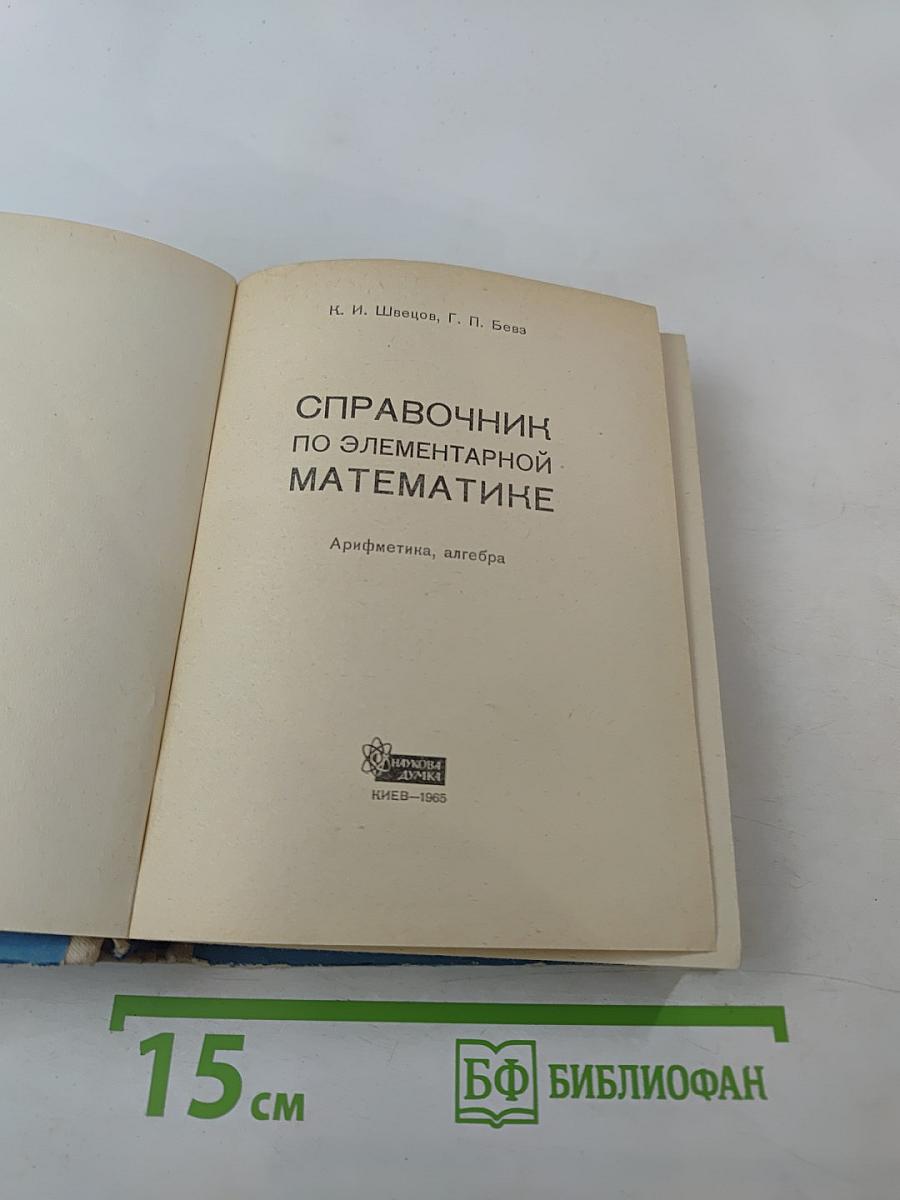 К. И. Швецов, Г. П. Бевз
СПРАВОЧНИК
ПО ЭЛЕМЕНТАРНОЙ
МАТЕМАТИКЕ
Арифметика, алгебра
НАУКОВА
ДУМКА
КИЕВ—1965
15 см
БФ БИБЛИОФАН